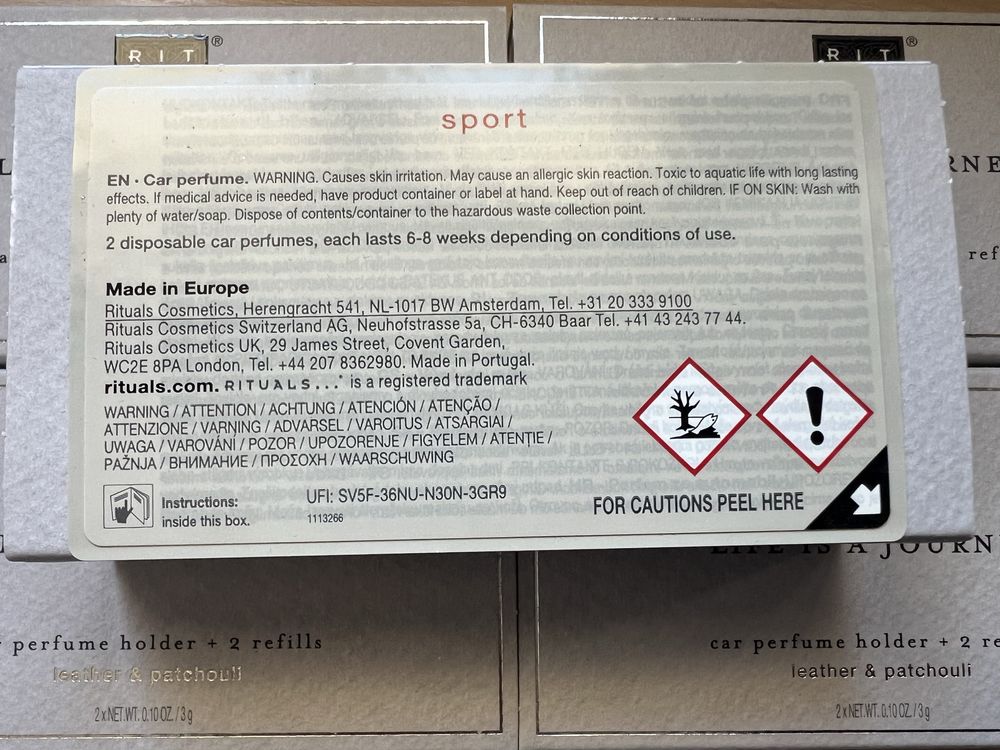 R I T ®
R I T ®
sport
EN · Car perfume. WARNING. Causes skin irritation. May cause an allergic skin reaction. Toxic to aquatic life with long lasting
effects. If medical advice is needed, have product container or label at hand. Keep out of reach of children. IF ON SKIN: Wash with
plenty of water/soap. Dispose of contents/container to the hazardous waste collection point.
2 disposable car perfumes, each lasts 6-8 weeks depending on conditions of use.
Made in Europe
Rituals Cosmetics, Herengracht 541, NL-1017 BW Amsterdam, Tel. +31 20 333 9100
Rituals Cosmetics Switzerland AG, Neuhofstrasse 5a, CH-6340 Baar Tel. +41 43 243 77 44.
Rituals Cosmetics UK, 29 James Street, Covent Garden,
WC2E 8PA London, Tel. +44 207 8362980. Made in Portugal.
rituals.com. RITUALS...® is a registered trademark
WARNING / ATTENTION / ACHTUNG / ATENCIÓN / ATENÇÃO /
ATTENZIONE / VARNING / ADVARSEL / VAROITUS / ATSARGIAI /
UWAGA / VAROVÁNÍ / POZOR / UPOZORENJE / FIGYELEM / ATENȚIE /
PAŽNJA / ВНИМАНИЕ / ΠΡΟΣΟΧΗ / WAARSCHUWING
Instructions:
inside this box.
UFI: SV5F-36NU-N30N-3GR9
1113266
FOR CAUTIONS PEEL HERE
RNE
ref
LIFE IS A JOURN
perfume holder + 2 refills
leather & patchouli
2 x NET.WT. 0.10 OZ. / 3 g
car perfume holder + 2 re
leather & patchouli
2 x NET.WT. 0.10 OZ. / 3 g